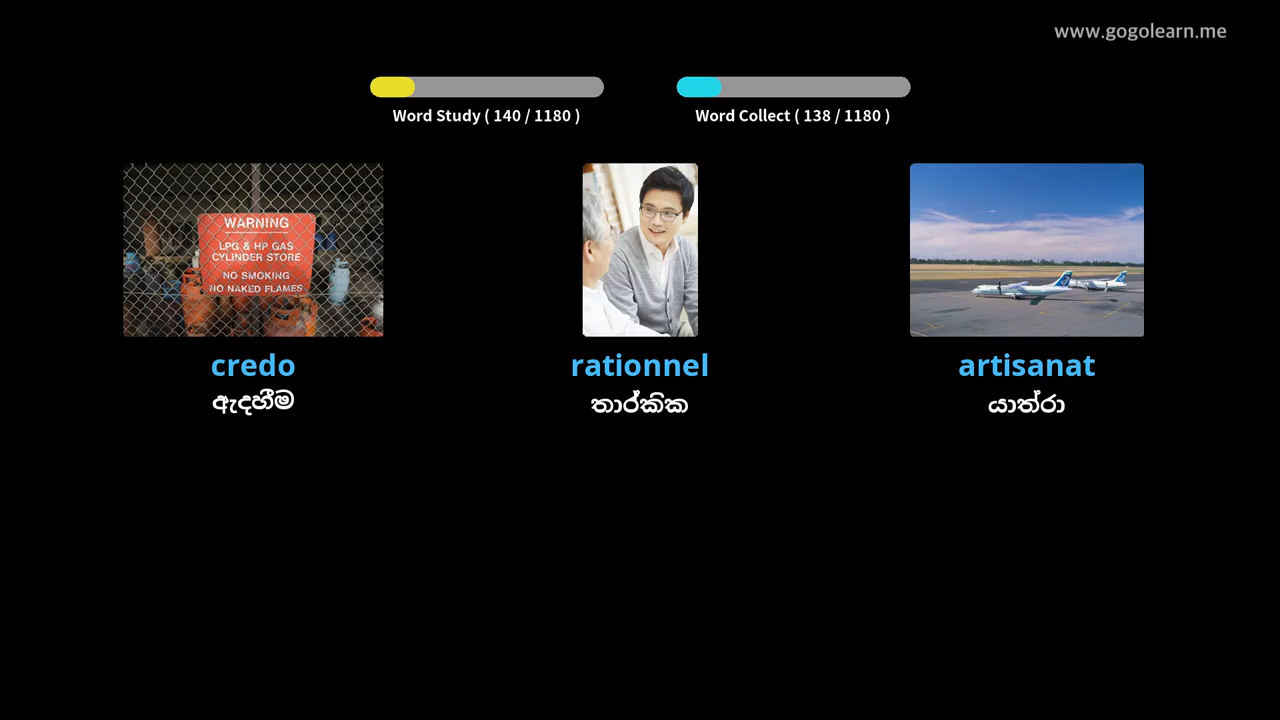 www.gogolearn.me
Word Study ( 140 / 1180 )
Word Collect ( 138 / 1180 )
WARNING
LPG & HP GAS
CYLINDER STORE
NO SMOKING
NO NAKED FLAMES
credo
rationnel
artisanat
ඇදහීම
තාර්කික
යාත්රා